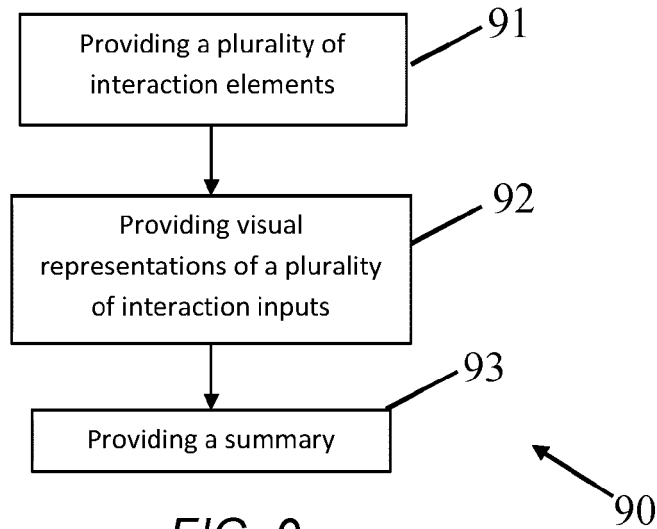 91
Providing a plurality of
interaction elements
92
Providing visual
representations of a plurality
of interaction inputs
93
Providing a summary
90